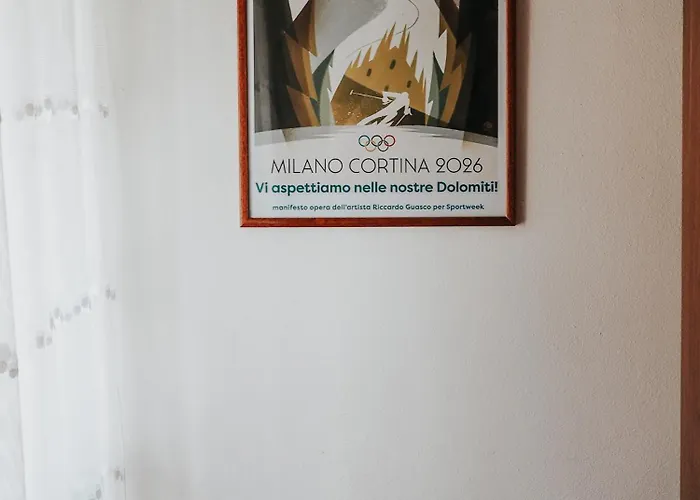 MILANO CORTINA 2026
Vi aspettiamo nelle nostre Dolomiti!
manifesto opera dell'artista Riccardo Guasco per Sportweek